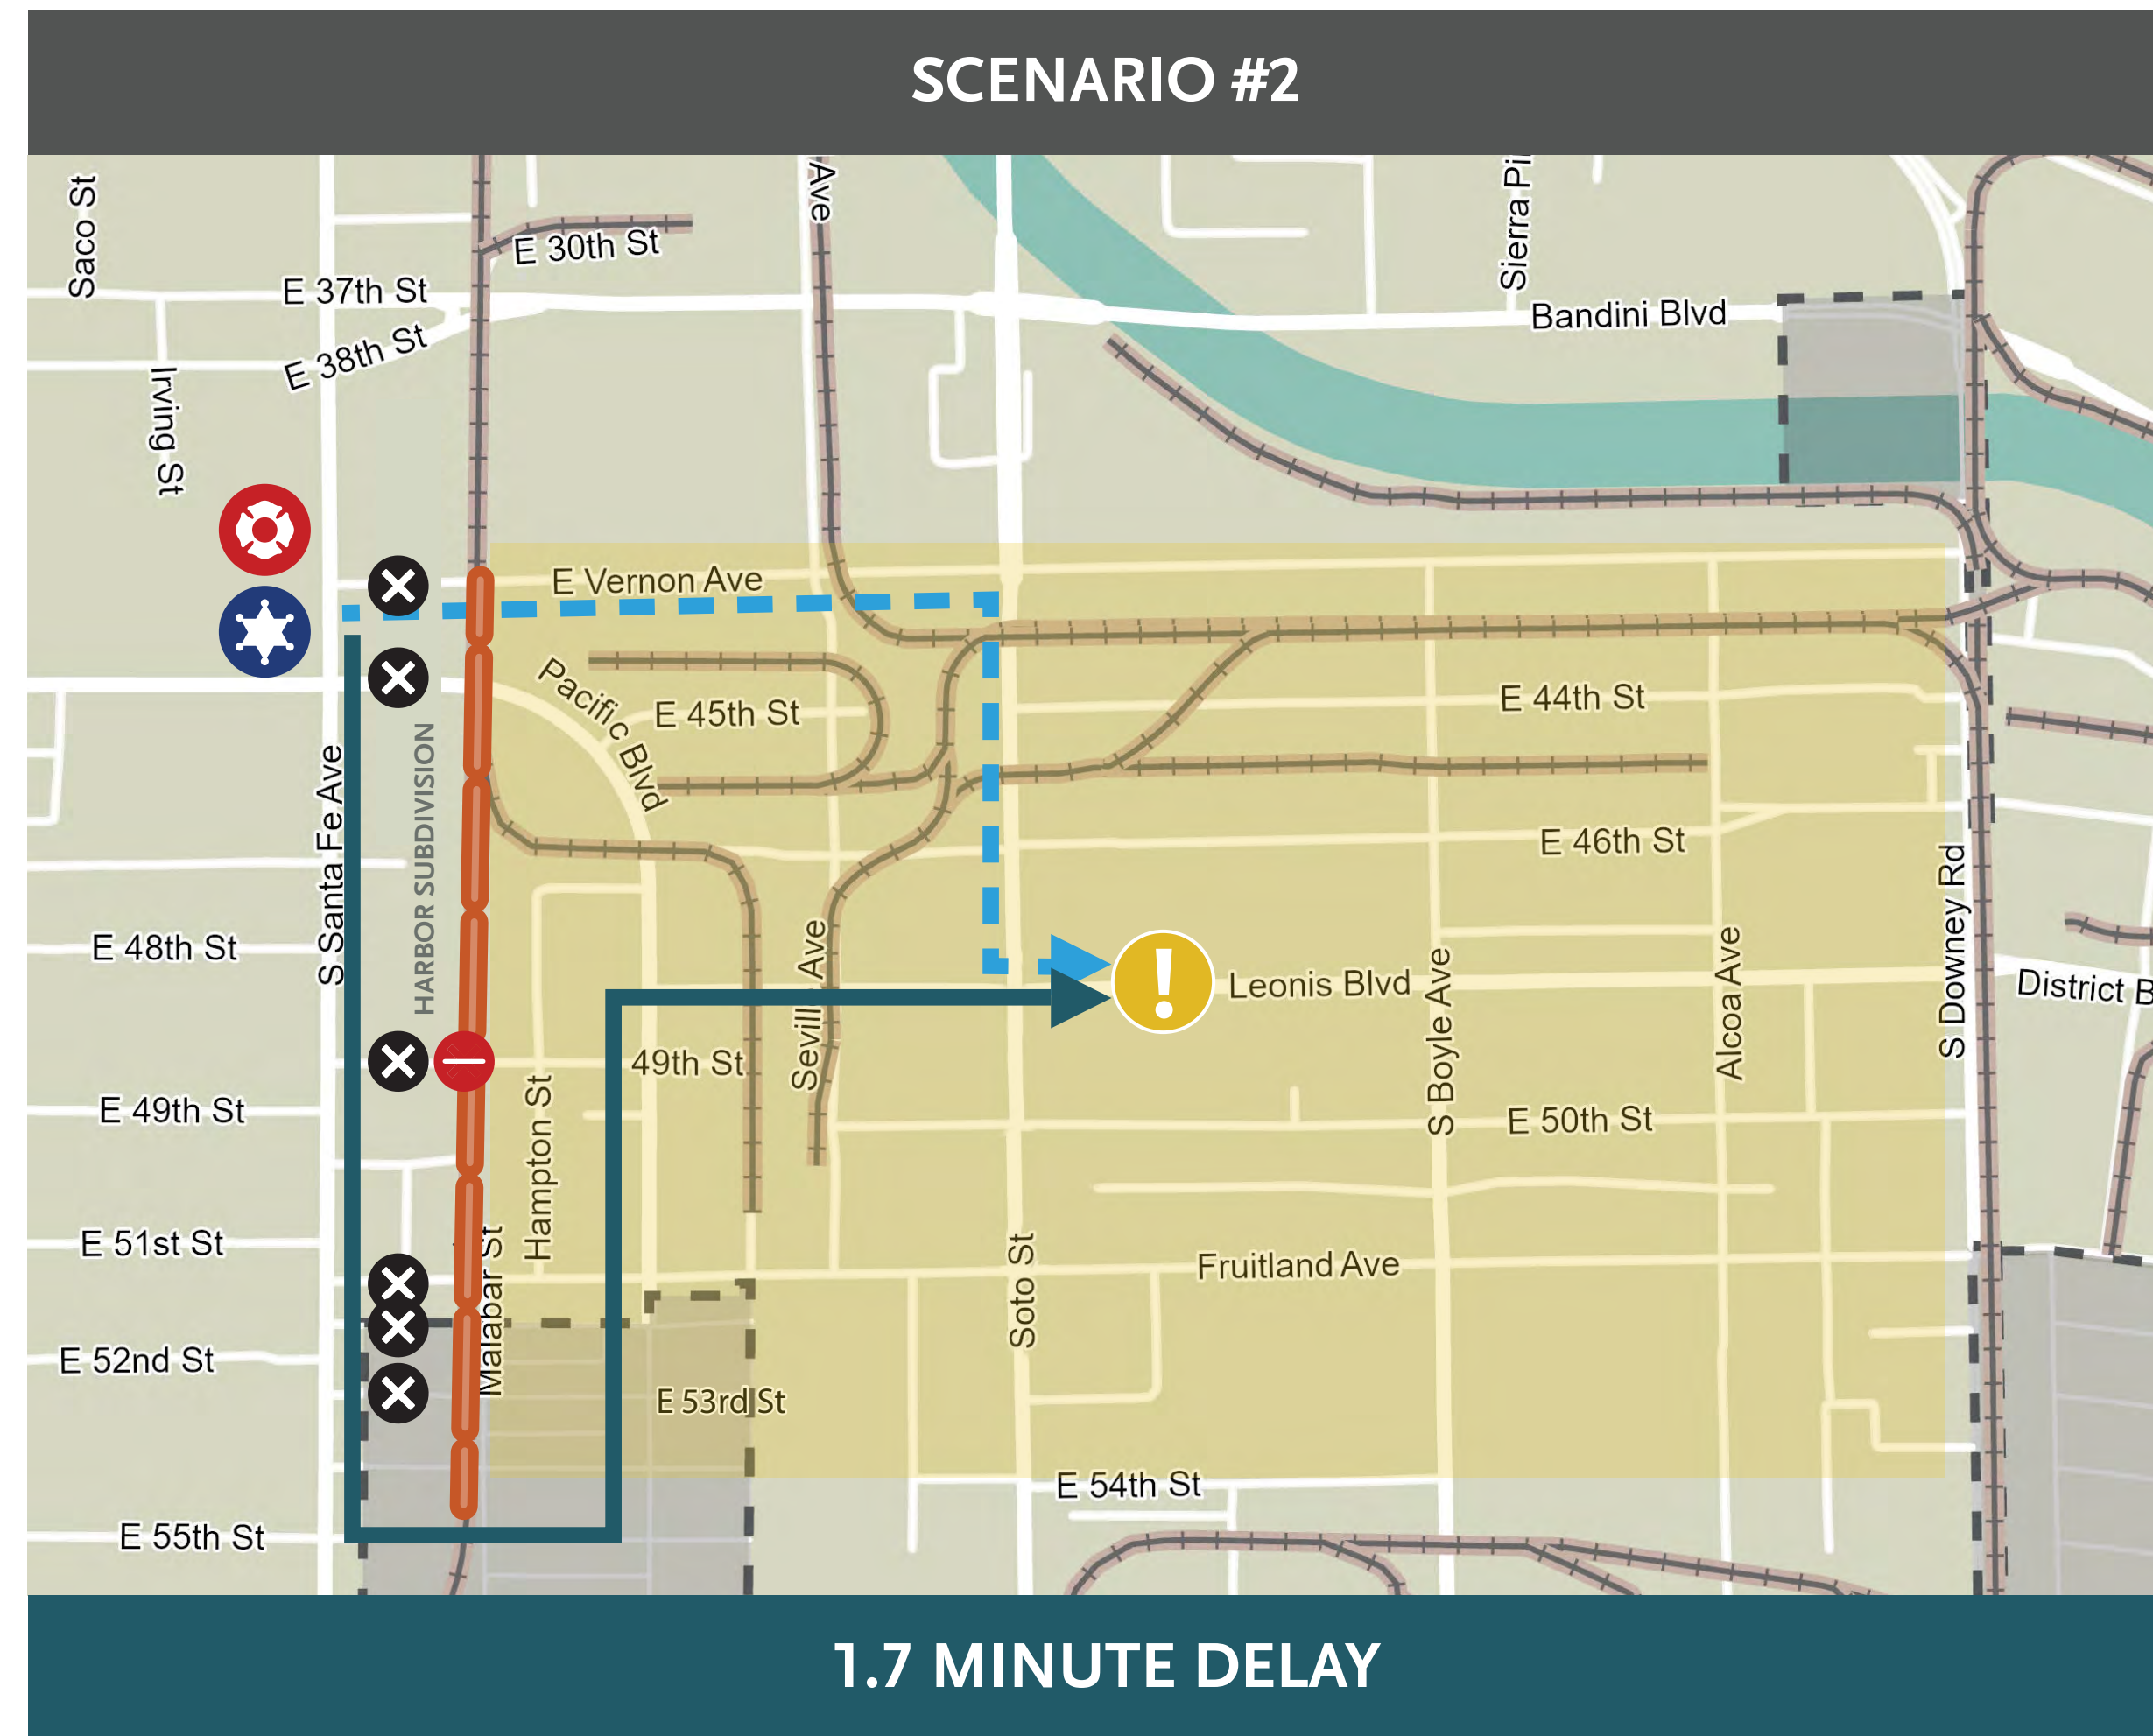 SCENARIO #2
Saco St
Ave
Sierra Pi
E 30th St
E 37th St
Bandini Blvd
E 38th St
Irving St
E Vernon Ave
Pacific Blvd
E 45th St
E 44th St
S Santa Fe Ave
HARBOR SUBDIVISION
E 46th St
S Downey Rd
E 48th St
Seville Ave
Leonis Blvd
S Boyle Ave
Alcoa Ave
District B
49th St
E 49th St
Hampton St
E 50th St
E 51st St
Malabar St
Soto St
Fruitland Ave
E 52nd St
E 53rd St
E 54th St
E 55th St
1.7 MINUTE DELAY